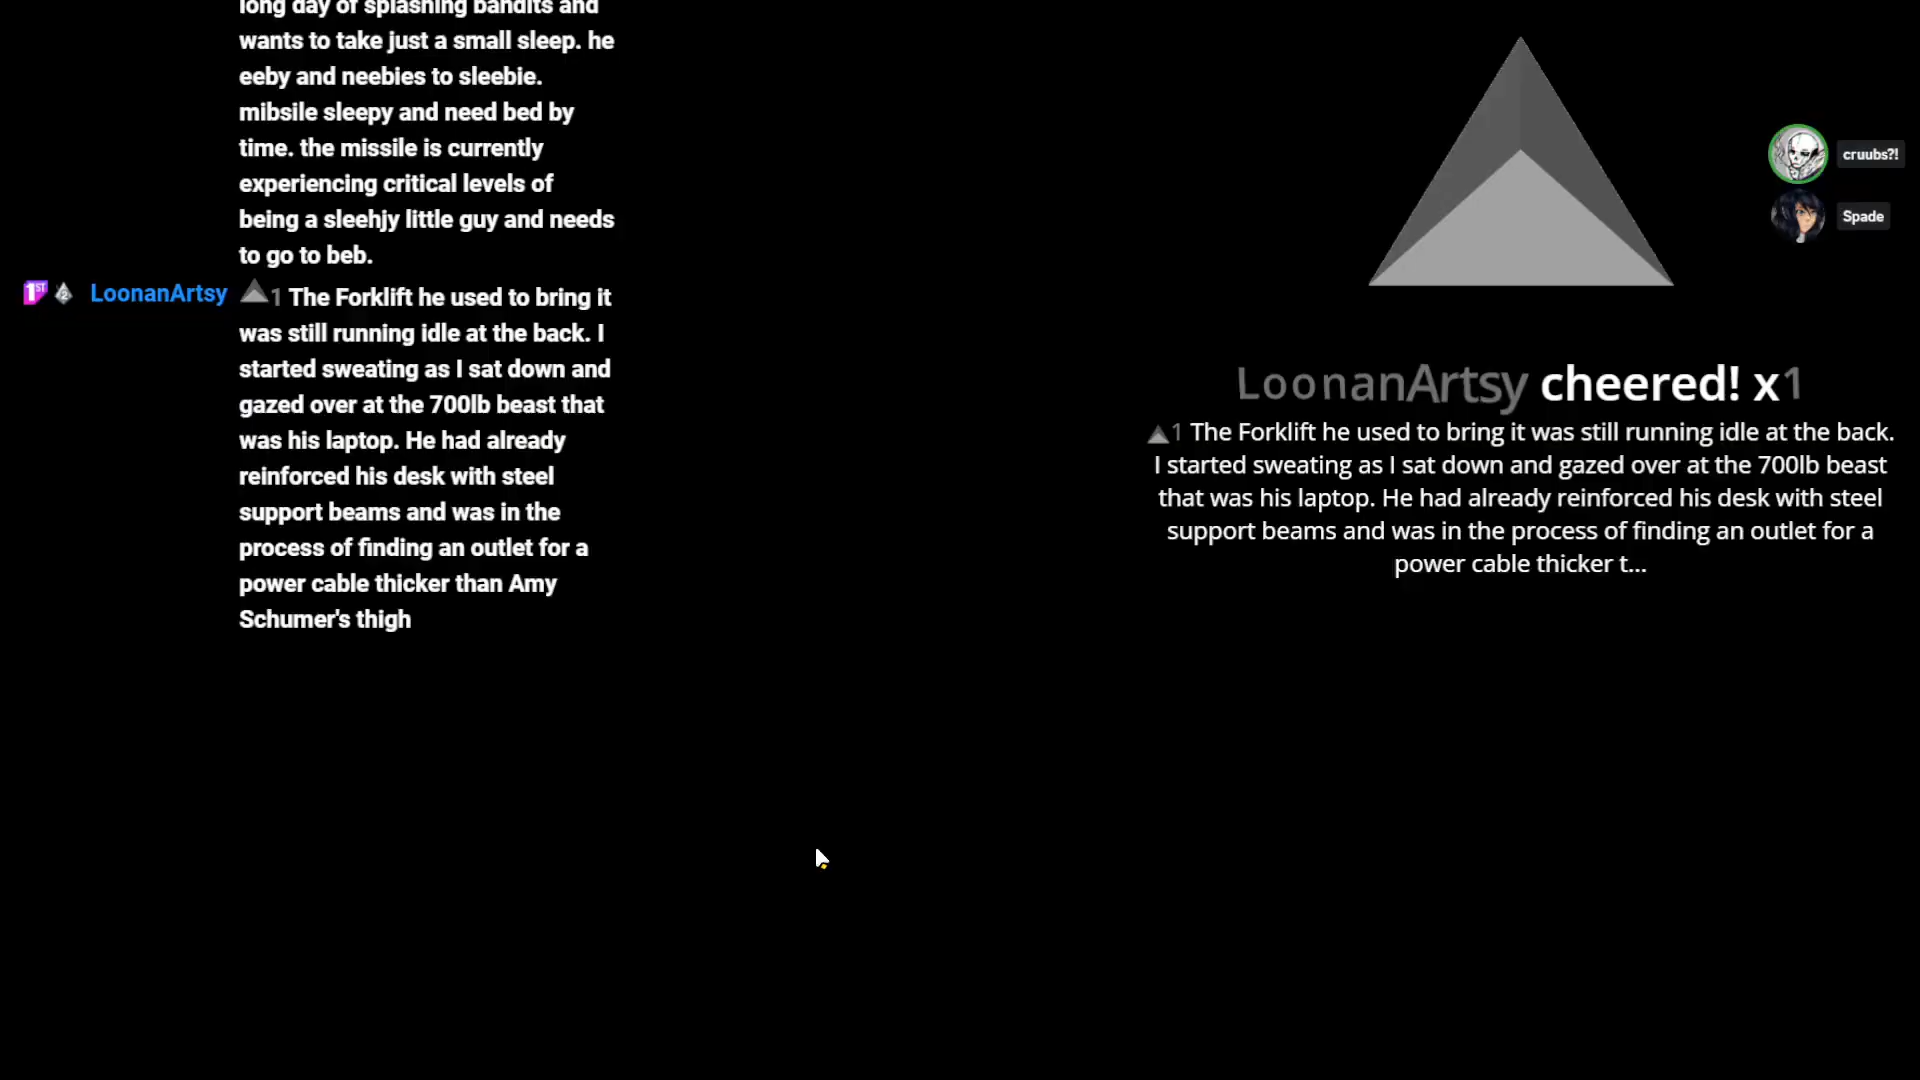 long day of splashing bandits and
wants to take just a small sleep. he
eeby and neebies to sleebie.
mibsile sleepy and need bed by
time. the missile is currently
experiencing critical levels of
being a sleehjy little guy and needs
to go to beb.
1ST 2 LoonanArtsy 1 The Forklift he used to bring it
was still running idle at the back. I
started sweating as I sat down and
gazed over at the 700lb beast that
was his laptop. He had already
reinforced his desk with steel
support beams and was in the
process of finding an outlet for a
power cable thicker than Amy
Schumer's thigh
LoonanArtsy cheered! x1
1 The Forklift he used to bring it was still running idle at the back.
I started sweating as I sat down and gazed over at the 700lb beast
that was his laptop. He had already reinforced his desk with steel
support beams and was in the process of finding an outlet for a
power cable thicker t...
cruubs?!
Spade